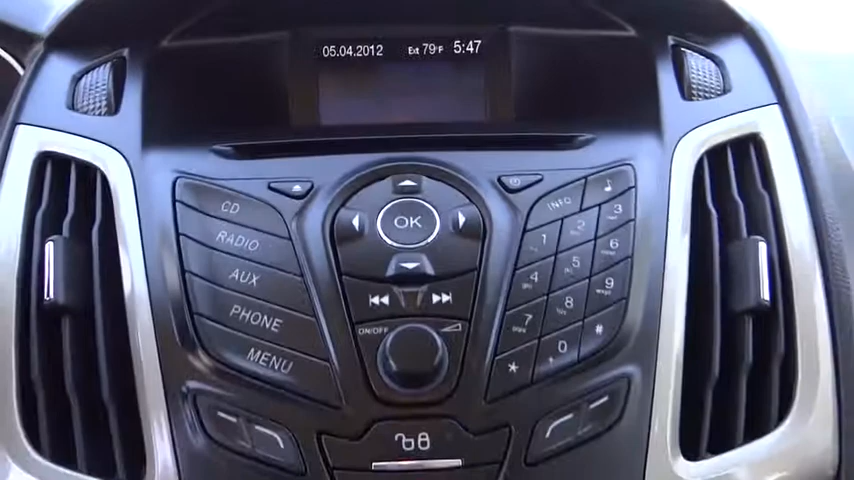 05.04.2012 Ext 79°F 5:47
CD
RADIO
AUX
PHONE
MENU
OK
ON/OFF
INFO
1 2 3
4 5 6
7 8 9
* 0 #